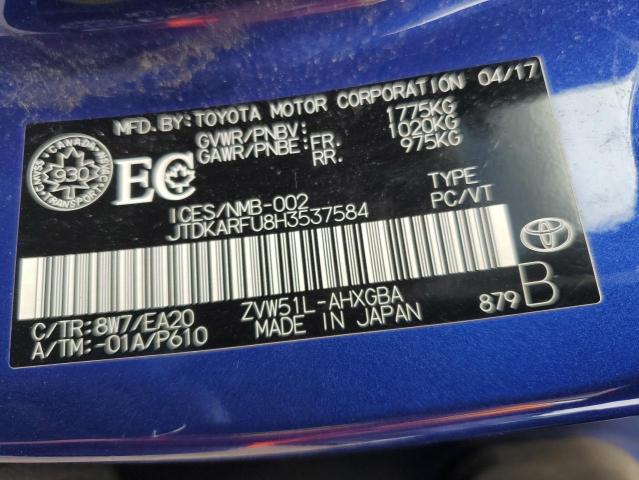 MFD. BY: TOYOTA MOTOR CORPORATION 04/17
GVWR/PNBV: 1775KG
GAWR/PNBE: FR. 1020KG
RR. 975KG
CANADA
930
TRANSPORT
EC
ICES/NMB-002
TYPE
JTDKARFU8H3537584
PC/VT
TOYOTA
C/TR: 8W7/EA20
ZVW51L-AHXGBA
879 B
A/TM: -01A/P610
MADE IN JAPAN